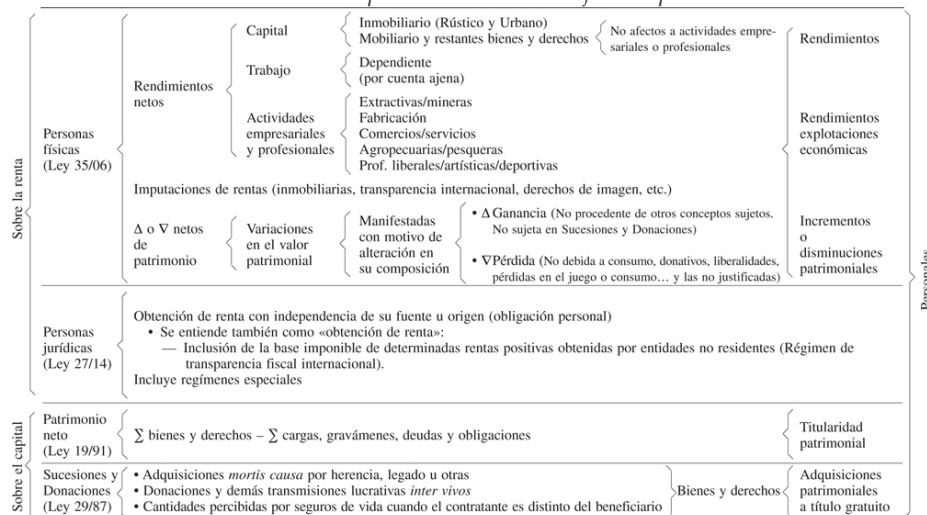 Sobre la renta
Personas
físicas
(Ley 35/06)
Rendimientos
netos
Capital
Inmobiliario (Rústico y Urbano)
Mobiliario y restantes bienes y derechos
No afectos a actividades empre-
sariales o profesionales
Rendimientos
Trabajo
Dependiente
(por cuenta ajena)
Actividades
empresariales
y profesionales
Extractivas/mineras
Fabricación
Comercios/servicios
Agropecuarias/pesqueras
Prof. liberales/artísticas/deportivas
Rendimientos
explotaciones
económicas
Imputaciones de rentas (inmobiliarias, transparencia internacional, derechos de imagen, etc.)
Δ o ∇ netos
de
patrimonio
Variaciones
en el valor
patrimonial
Manifestadas
con motivo de
alteración en
su composición
• Δ Ganancia (No procedente de otros conceptos sujetos.
No sujeta en Sucesiones y Donaciones)
• ∇Pérdida (No debida a consumo, donativos, liberalidades,
pérdidas en el juego o consumo… y las no justificadas)
Incrementos
o
disminuciones
patrimoniales
Personales
Personas
jurídicas
(Ley 27/14)
Obtención de renta con independencia de su fuente u origen (obligación personal)
• Se entiende también como «obtención de renta»:
— Inclusión de la base imponible de determinadas rentas positivas obtenidas por entidades no residentes (Régimen de
transparencia fiscal internacional).
Incluye regímenes especiales
Sobre el capital
Patrimonio
neto
(Ley 19/91)
∑ bienes y derechos – ∑ cargas, gravámenes, deudas y obligaciones
Titularidad
patrimonial
Sucesiones y
Donaciones
(Ley 29/87)
• Adquisiciones mortis causa por herencia, legado u otras
• Donaciones y demás transmisiones lucrativas inter vivos
• Cantidades percibidas por seguros de vida cuando el contratante es distinto del beneficiario
Bienes y derechos
Adquisiciones
patrimoniales
a título gratuito